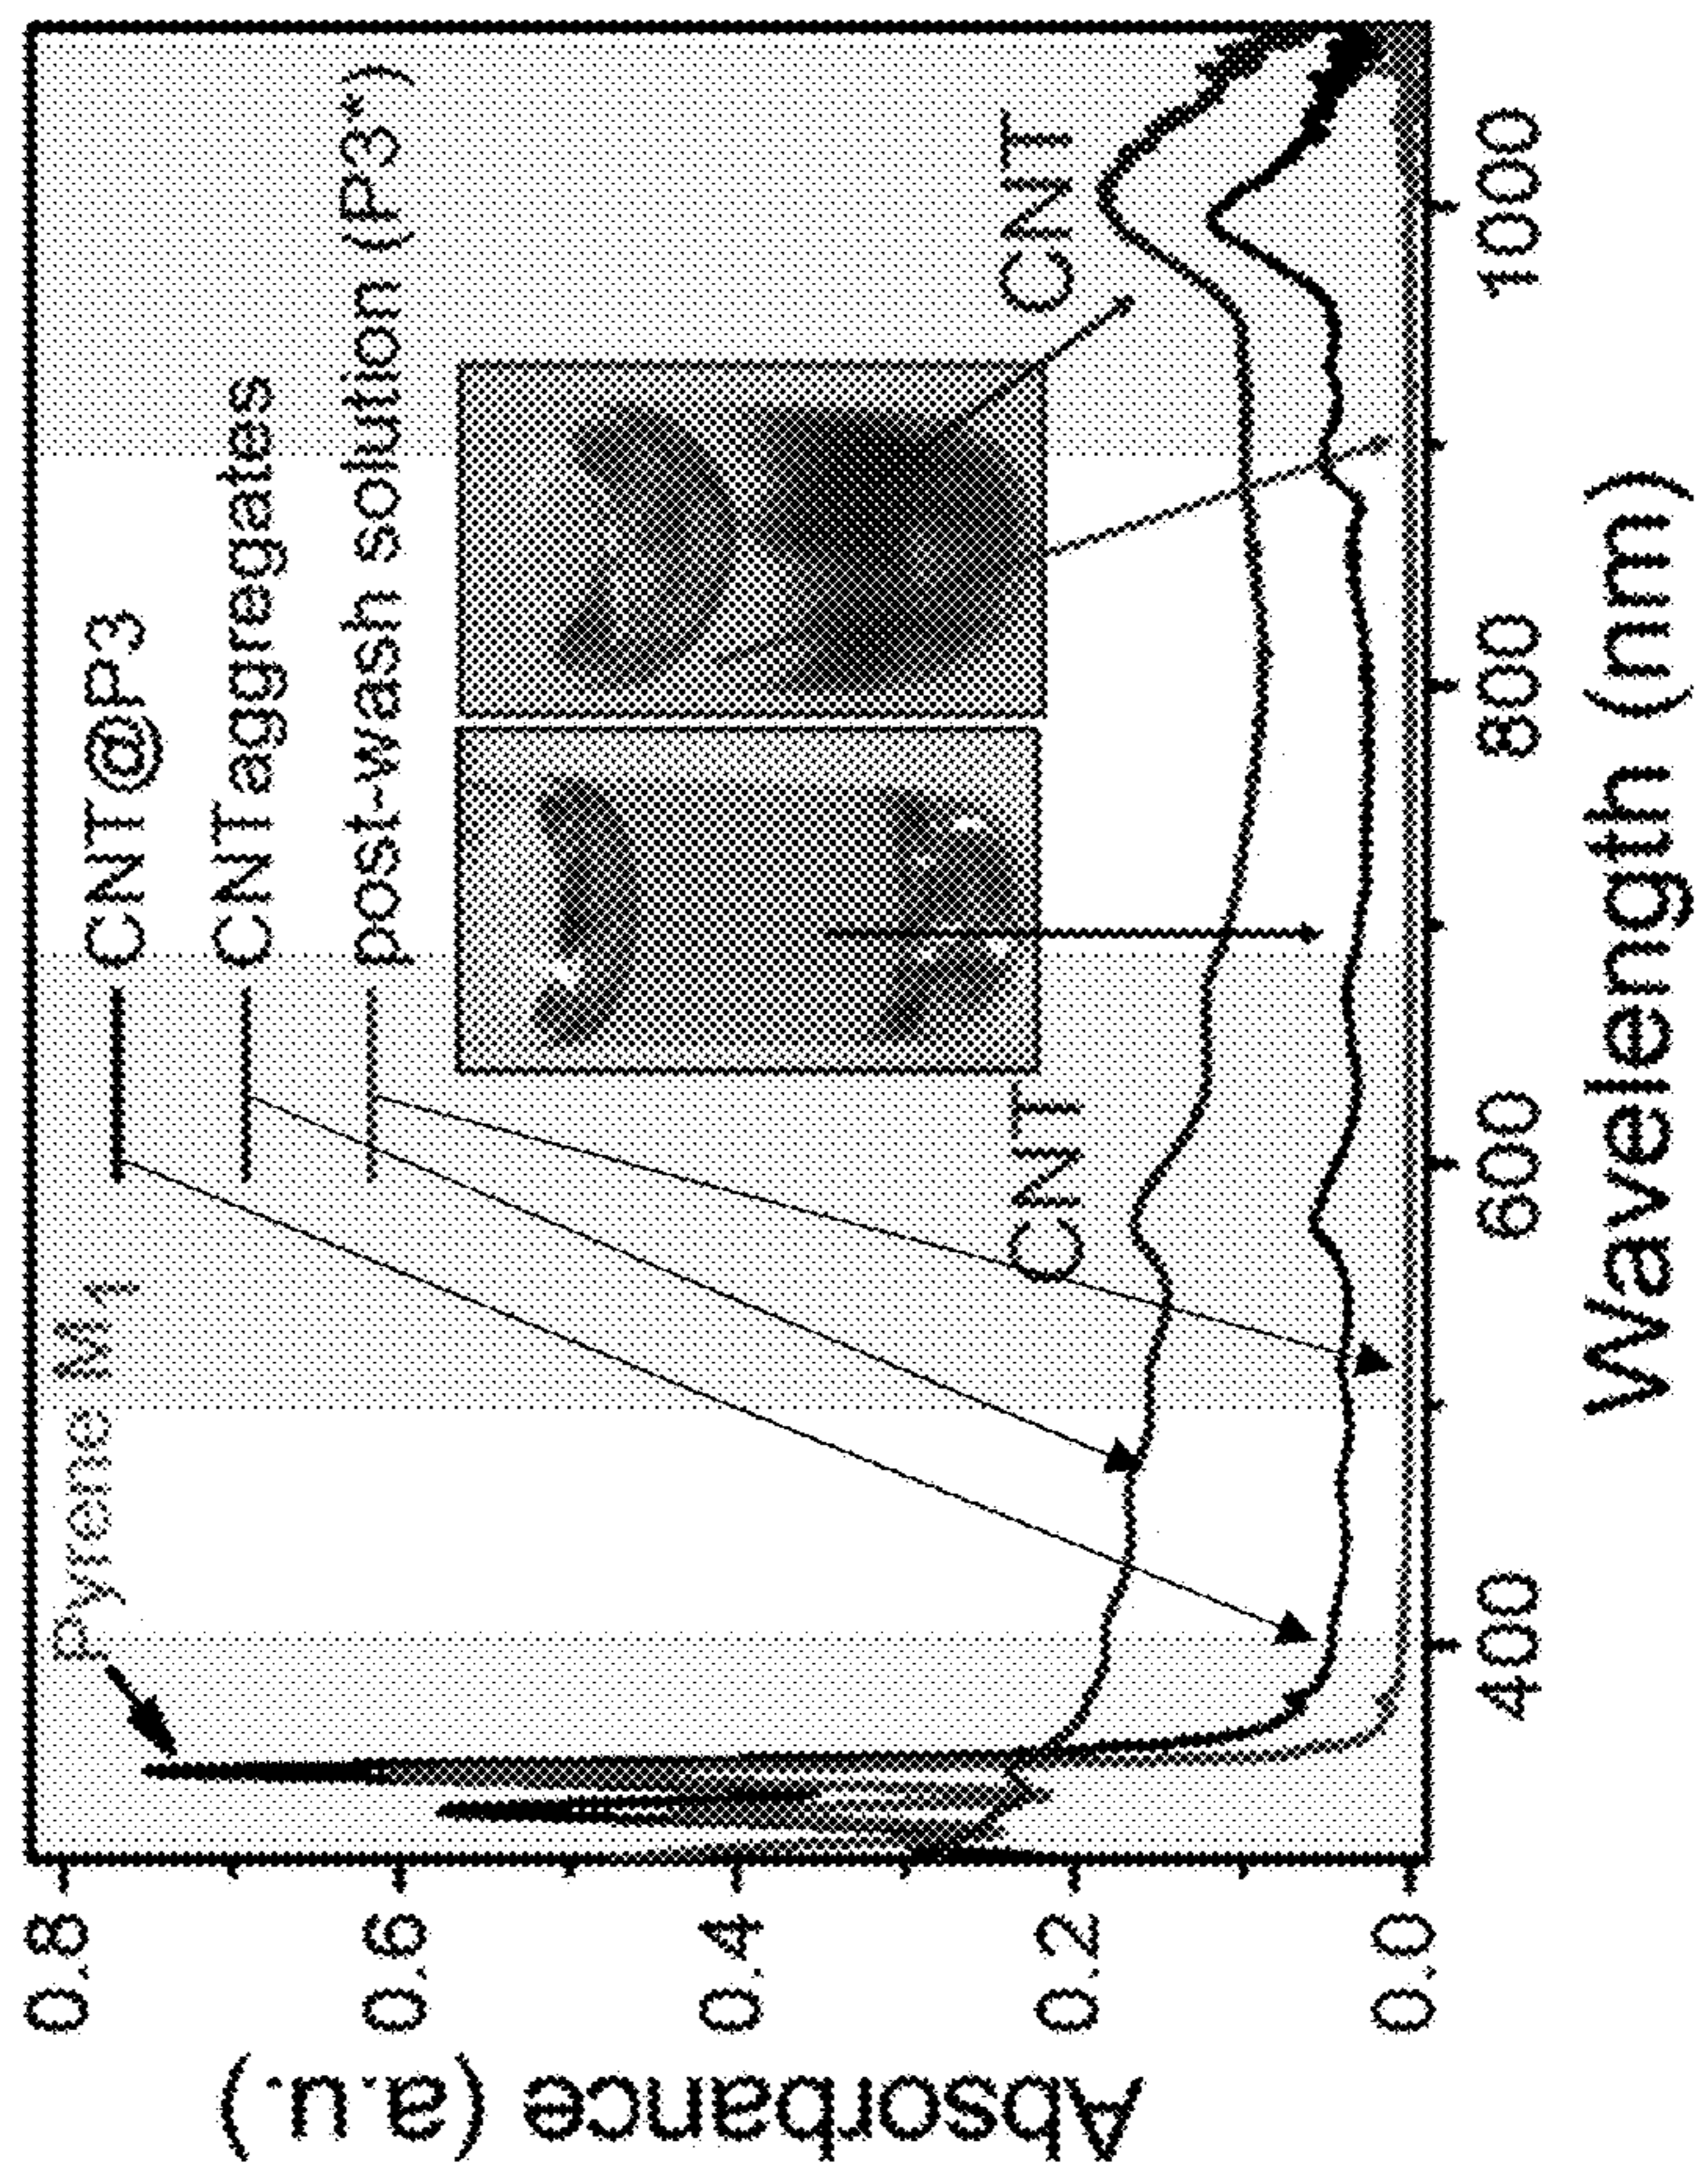 Pyrene M1
CNT@P3
CNT aggregates
post-wash solution (P3*)
CNT
CNT
0.8
0.6
0.4
0.2
0.0
Absorbance (a.u.)
400
600
800
1000
Wavelength (nm)